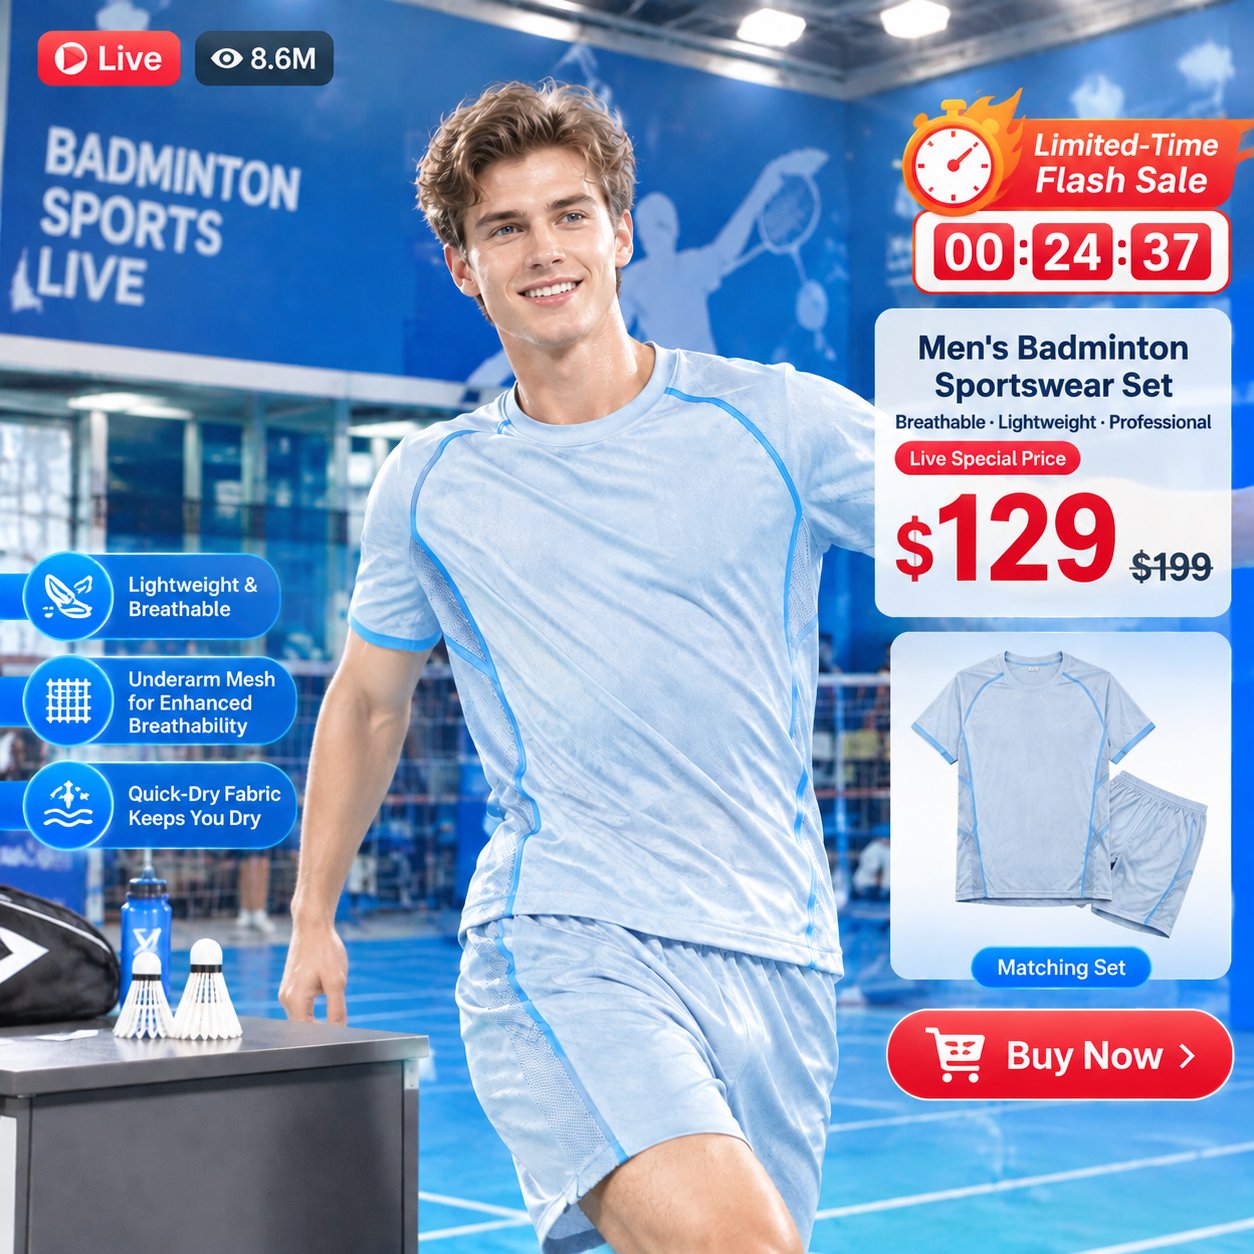 Live
8.6M
BADMINTON
SPORTS
LIVE
Limited-Time
Flash Sale
00:24:37
Men's Badminton
Sportswear Set
Breathable · Lightweight · Professional
Live Special Price
$129 $199
Lightweight &
Breathable
Underarm Mesh
for Enhanced
Breathability
Quick-Dry Fabric
Keeps You Dry
Matching Set
Buy Now